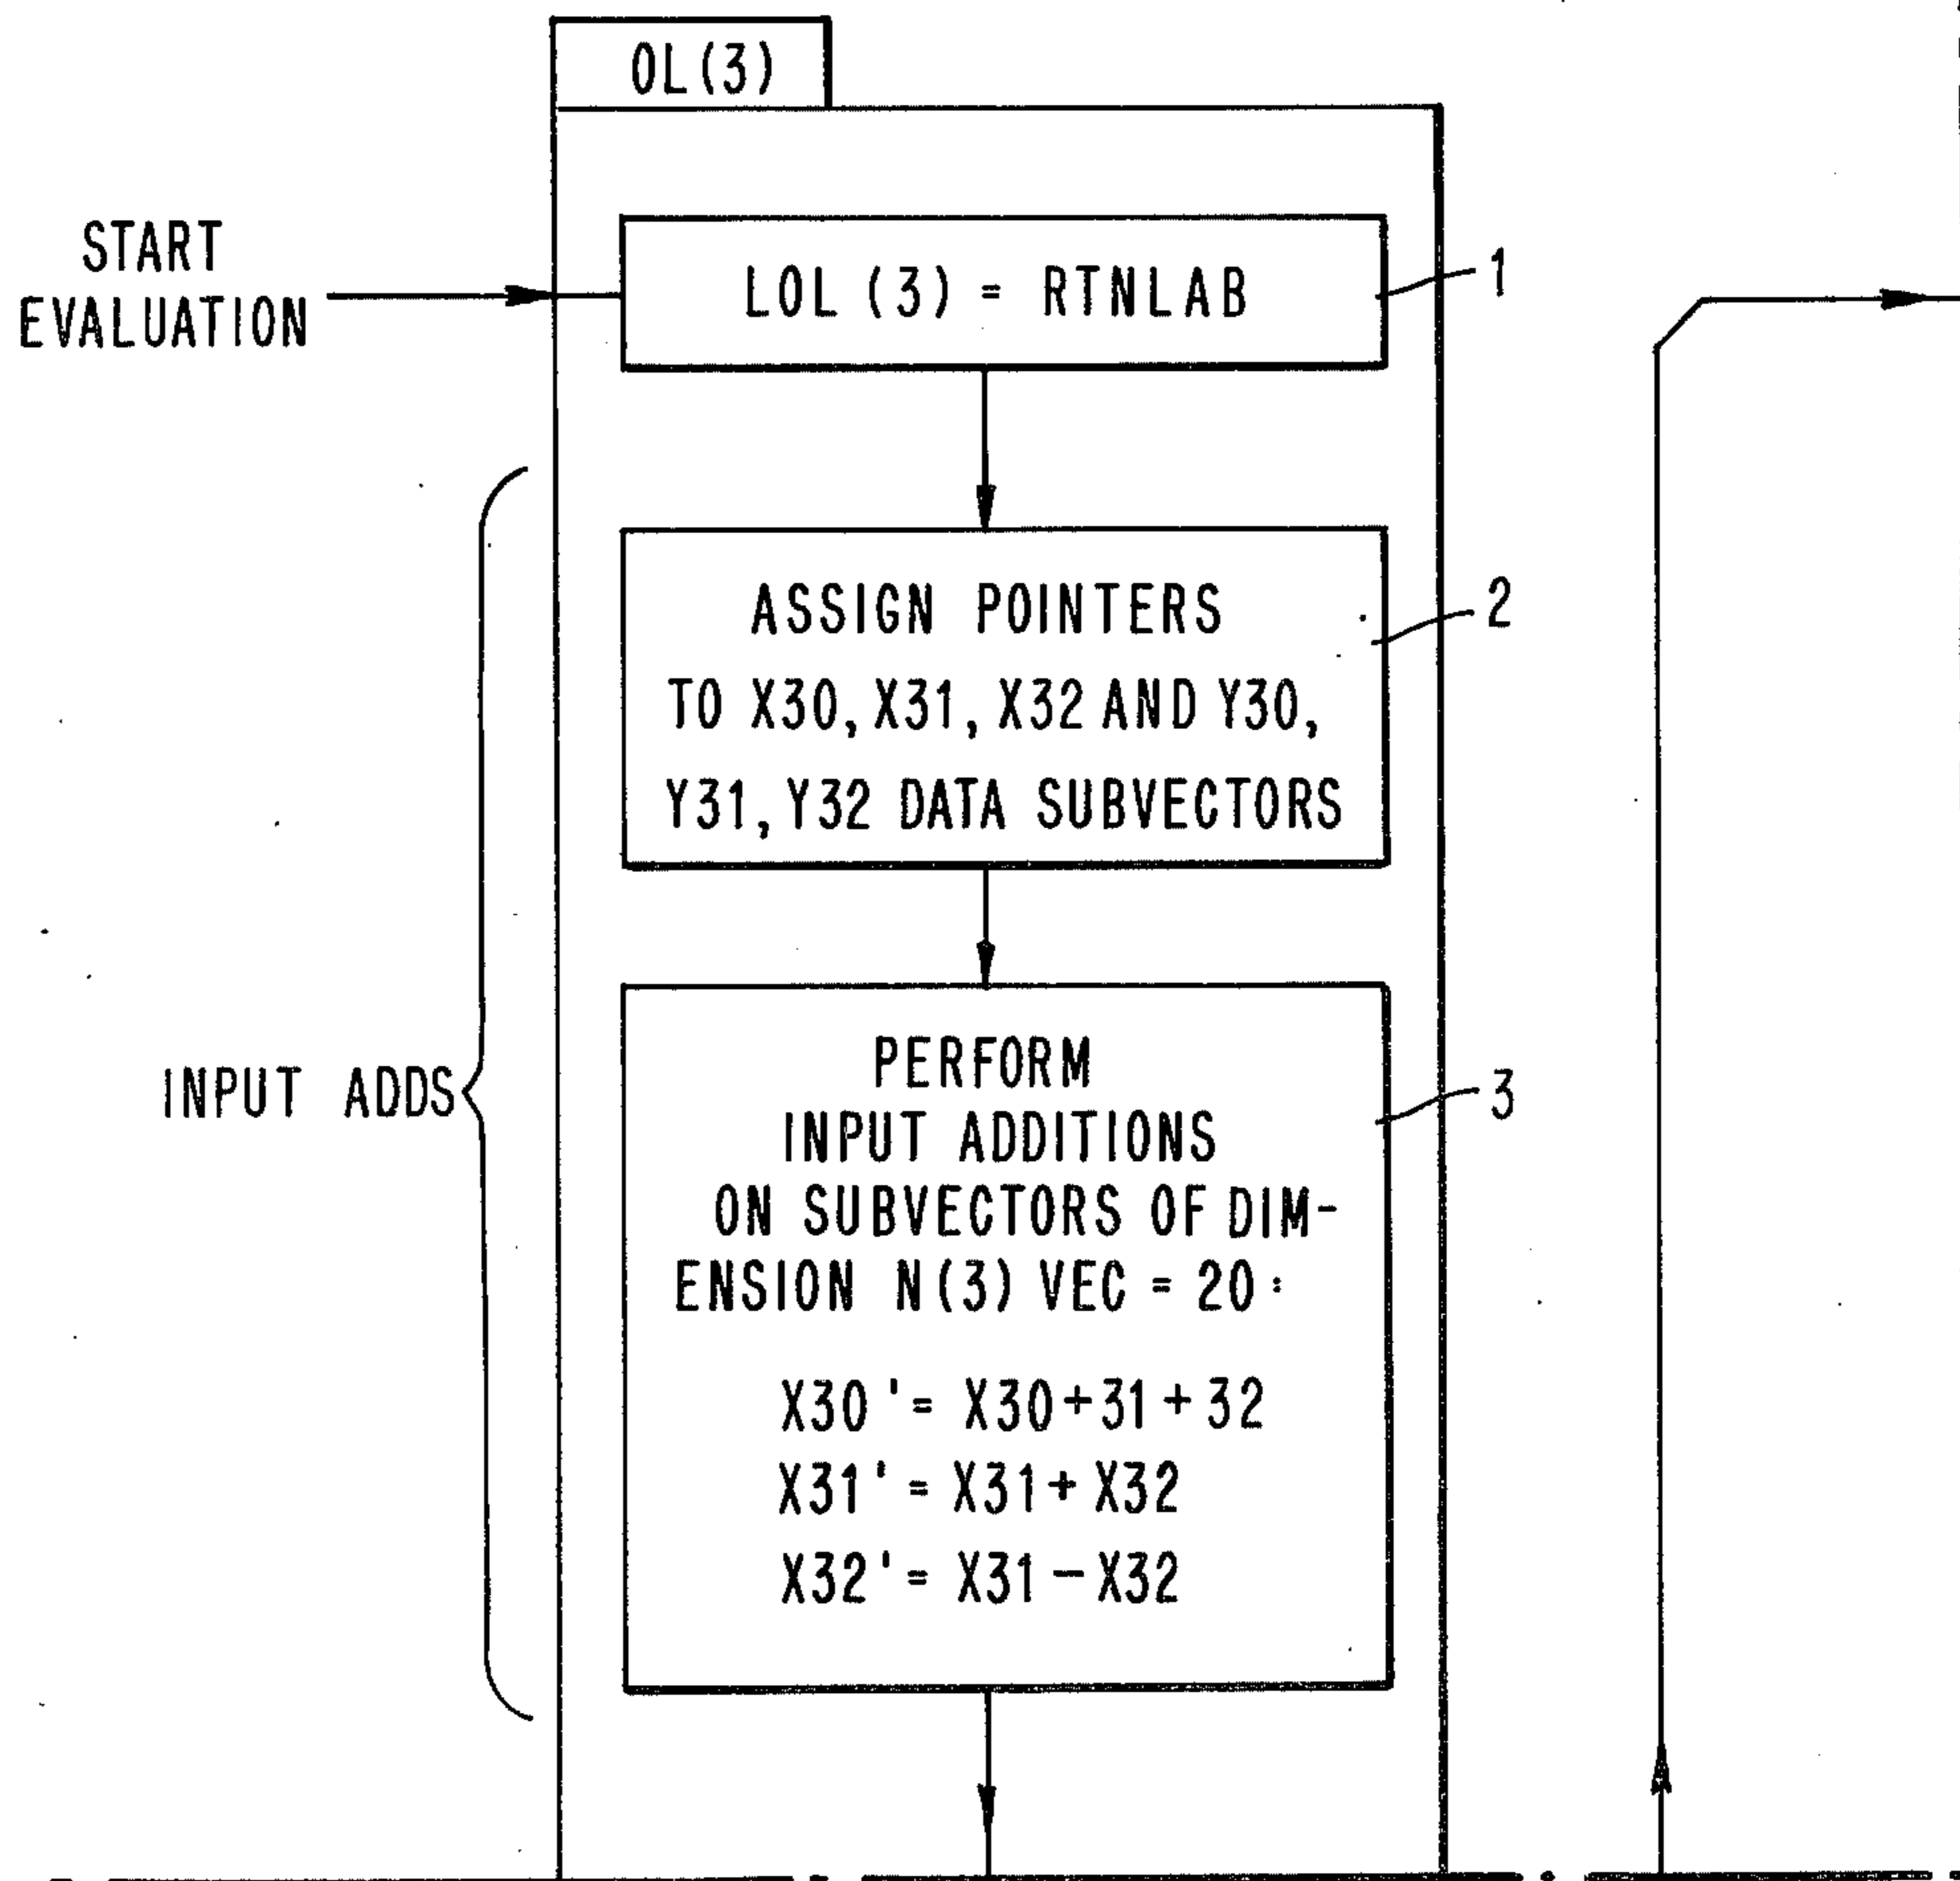 OL(3)
START
EVALUATION
LOL (3) = RTNLAB
1
ASSIGN POINTERS
TO X30, X31, X32 AND Y30,
Y31, Y32 DATA SUBVECTORS
2
INPUT ADDS
PERFORM
INPUT ADDITIONS
ON SUBVECTORS OF DIM-
ENSION N(3) VEC = 20:
X30' = X30+31+32
X31' = X31+X32
X32' = X31-X32
3